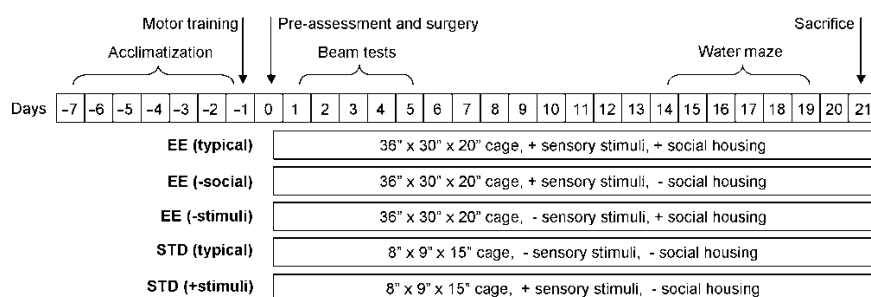 Motor training Pre-assessment and surgery Sacrifice
Acclimatization Beam tests Water maze
Days –7 –6 –5 –4 –3 –2 –1 0 1 2 3 4 5 6 7 8 9 10 11 12 13 14 15 16 17 18 19 20 21
EE (typical) 36” x 30” x 20” cage, + sensory stimuli, + social housing
EE (-social) 36” x 30” x 20” cage, + sensory stimuli, - social housing
EE (-stimuli) 36” x 30” x 20” cage, - sensory stimuli, + social housing
STD (typical) 8” x 9” x 15” cage, - sensory stimuli, - social housing
STD (+stimuli) 8” x 9” x 15” cage, + sensory stimuli, - social housing